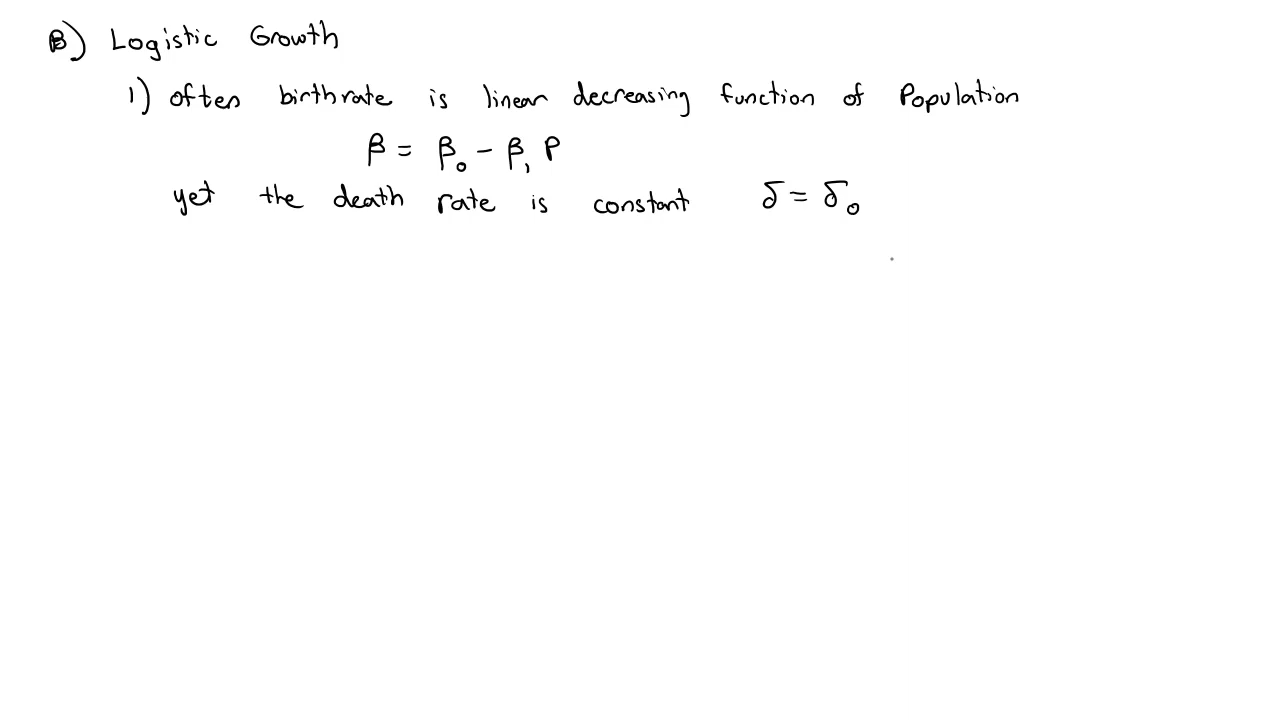 B) Logistic Growth
1) often birthrate is linear decreasing function of Population
β = β₀ - β₁ P
yet the death rate is constant δ = δ₀